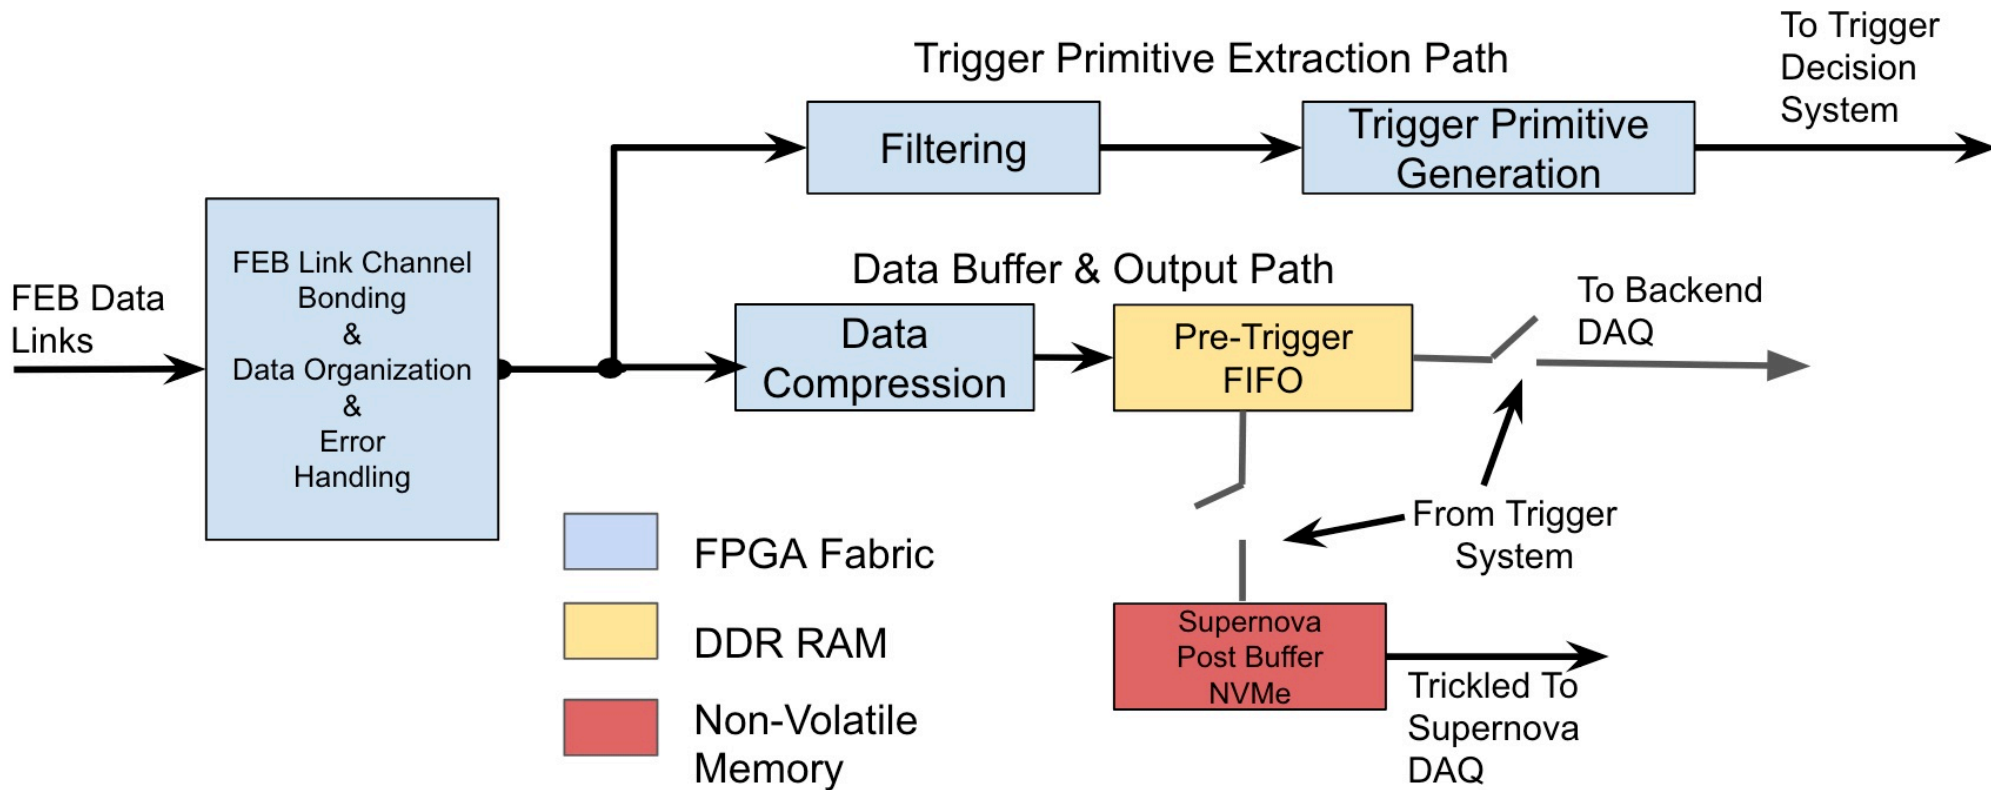 To Trigger
Decision
System
Trigger Primitive Extraction Path
Filtering
Trigger Primitive
Generation
FEB Data
Links
FEB Link Channel
Bonding
&
Data Organization
&
Error
Handling
Data Buffer & Output Path
Data
Compression
Pre-Trigger
FIFO
To Backend
DAQ
From Trigger
System
FPGA Fabric
DDR RAM
Non-Volatile
Memory
Supernova
Post Buffer
NVMe
Trickled To
Supernova
DAQ